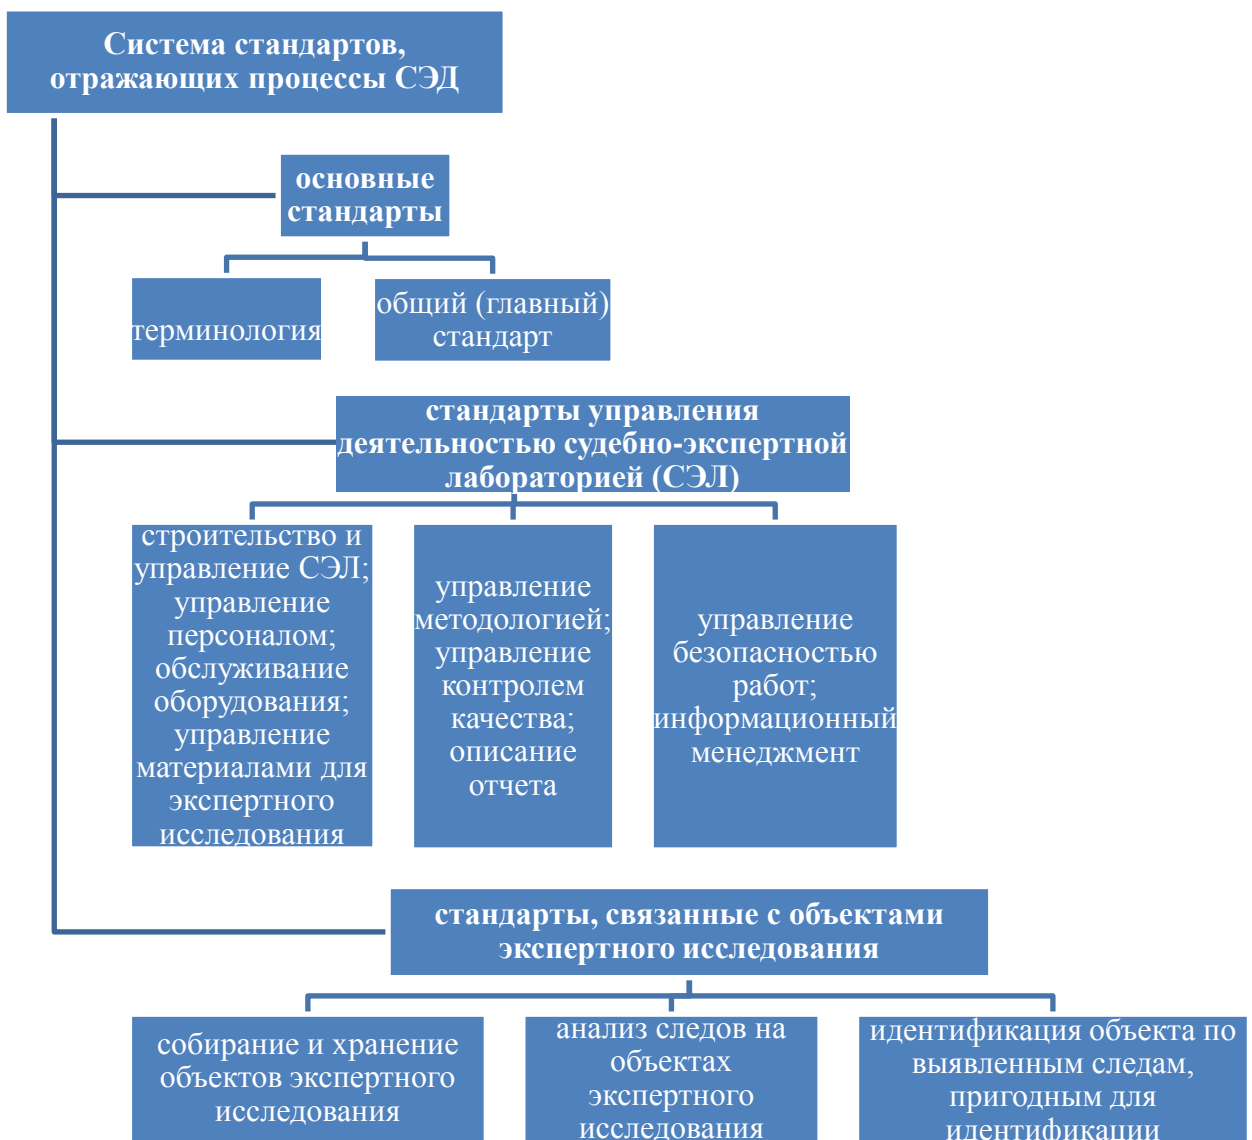 Система стандартов,
отражающих процессы СЭД
основные
стандарты
терминология
общий (главный)
стандарт
стандарты управления
деятельностью судебно-экспертной
лабораторией (СЭЛ)
строительство и
управление СЭЛ;
управление
персоналом;
обслуживание
оборудования;
управление
материалами для
экспертного
исследования
управление
методологией;
управление
контролем
качества;
описание
отчета
управление
безопасностью
работ;
информационный
менеджмент
стандарты, связанные с объектами
экспертного исследования
собирание и хранение
объектов экспертного
исследования
анализ следов на
объектах
экспертного
исследования
идентификация объекта по
выявленным следам,
пригодным для
идентификации